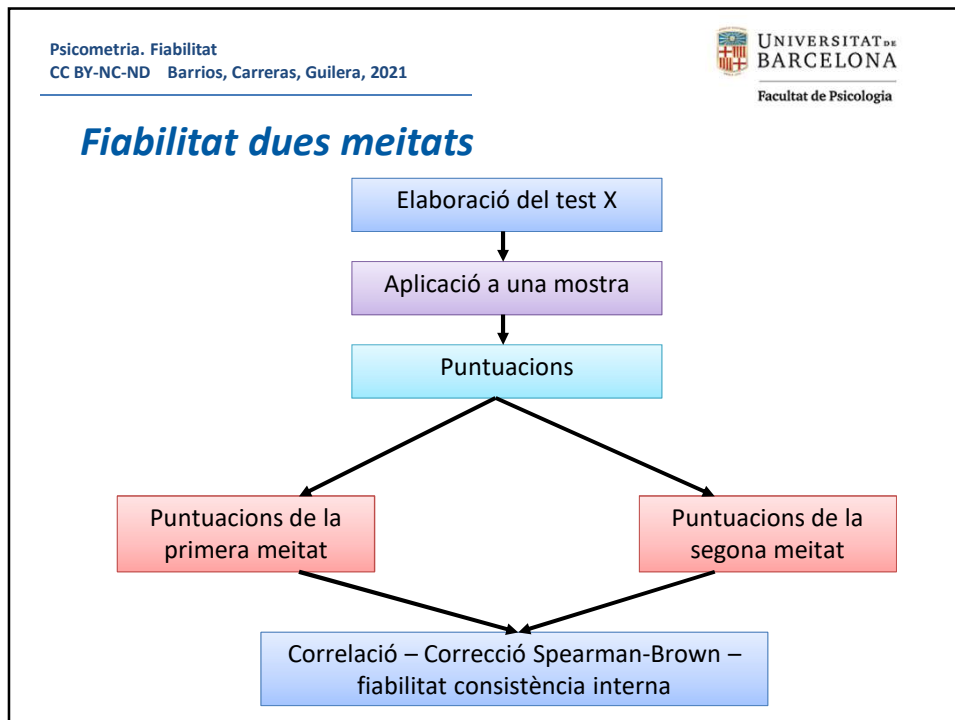 Psicometria. Fiabilitat
CC BY-NC-ND Barrios, Carreras, Guilera, 2021
UNIVERSITAT DE
BARCELONA
Facultat de Psicologia
Fiabilitat dues meitats
Elaboració del test X
Aplicació a una mostra
Puntuacions
Puntuacions de la
primera meitat
Puntuacions de la
segona meitat
Correlació – Correcció Spearman-Brown –
fiabilitat consistència interna